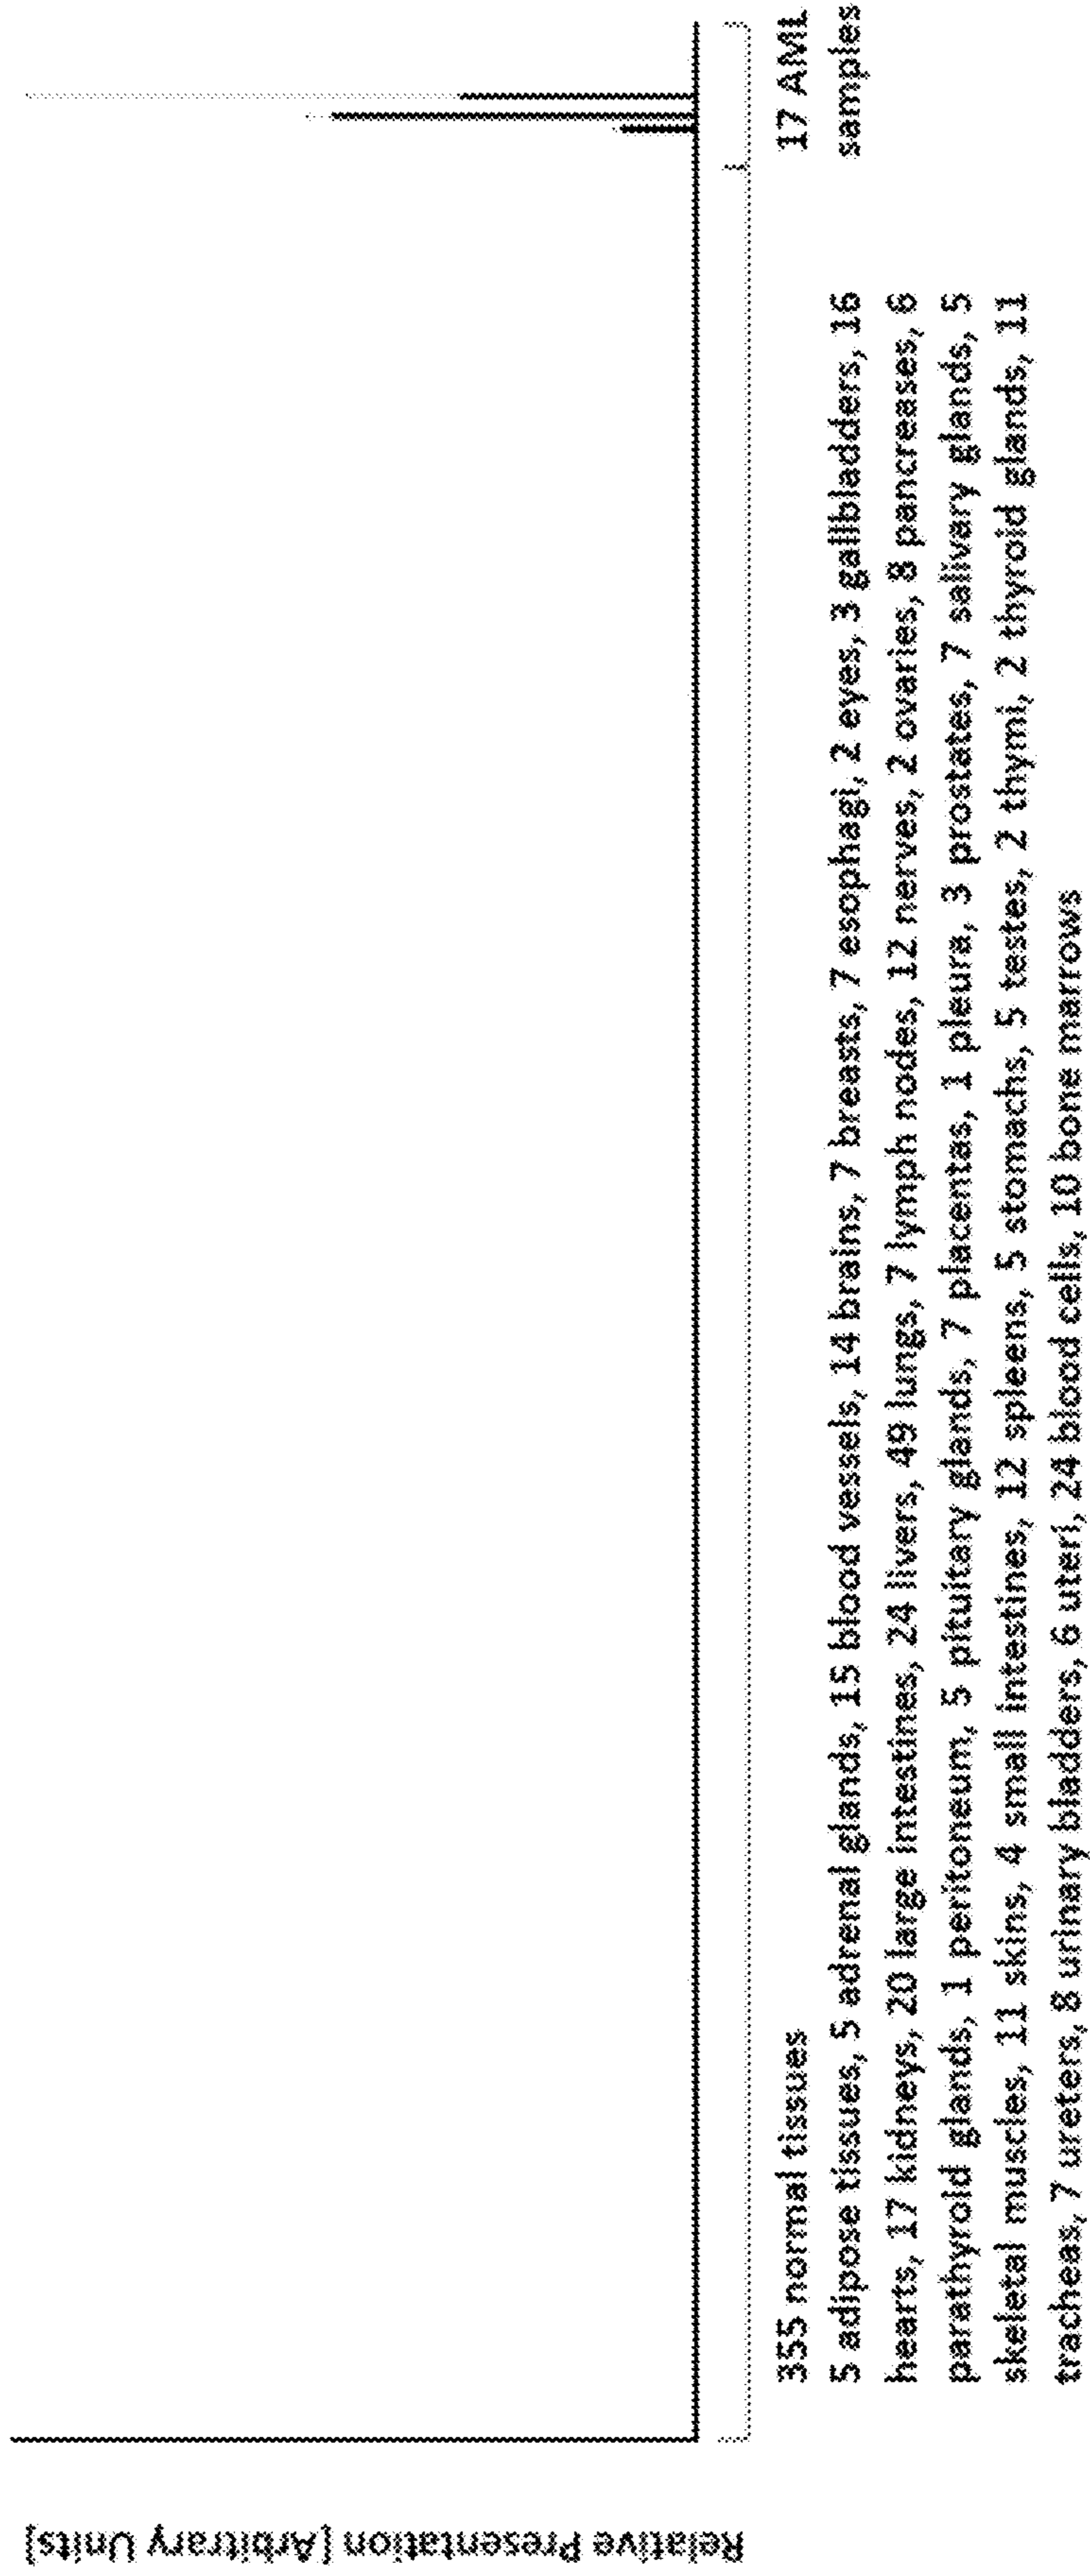 Relative Presentation [Arbitrary Units]
355 normal tissues
5 adipose tissues, 5 adrenal glands, 15 blood vessels, 14 brains, 7 breasts, 7 esophagi, 2 eyes, 3 gallbladders, 16
hearts, 17 kidneys, 20 large intestines, 24 livers, 49 lungs, 7 lymph nodes, 12 nerves, 2 ovaries, 8 pancreases, 6
parathyroid glands, 1 peritoneum, 5 pituitary glands, 7 placentas, 1 pleura, 3 prostates, 7 salivary glands, 5
skeletal muscles, 11 skins, 4 small intestines, 12 spleens, 5 stomachs, 5 testes, 2 thymi, 2 thyroid glands, 11
tracheas, 7 ureters, 8 urinary bladders, 6 uteri, 24 blood cells, 10 bone marrows
17 AML
samples